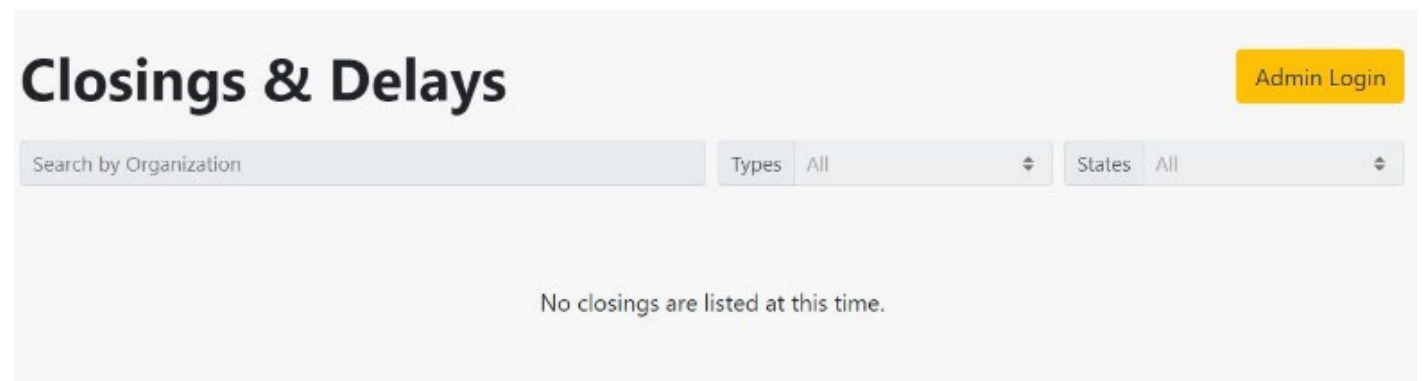 Closings & Delays
Admin Login
Search by Organization
Types All
States All
No closings are listed at this time.